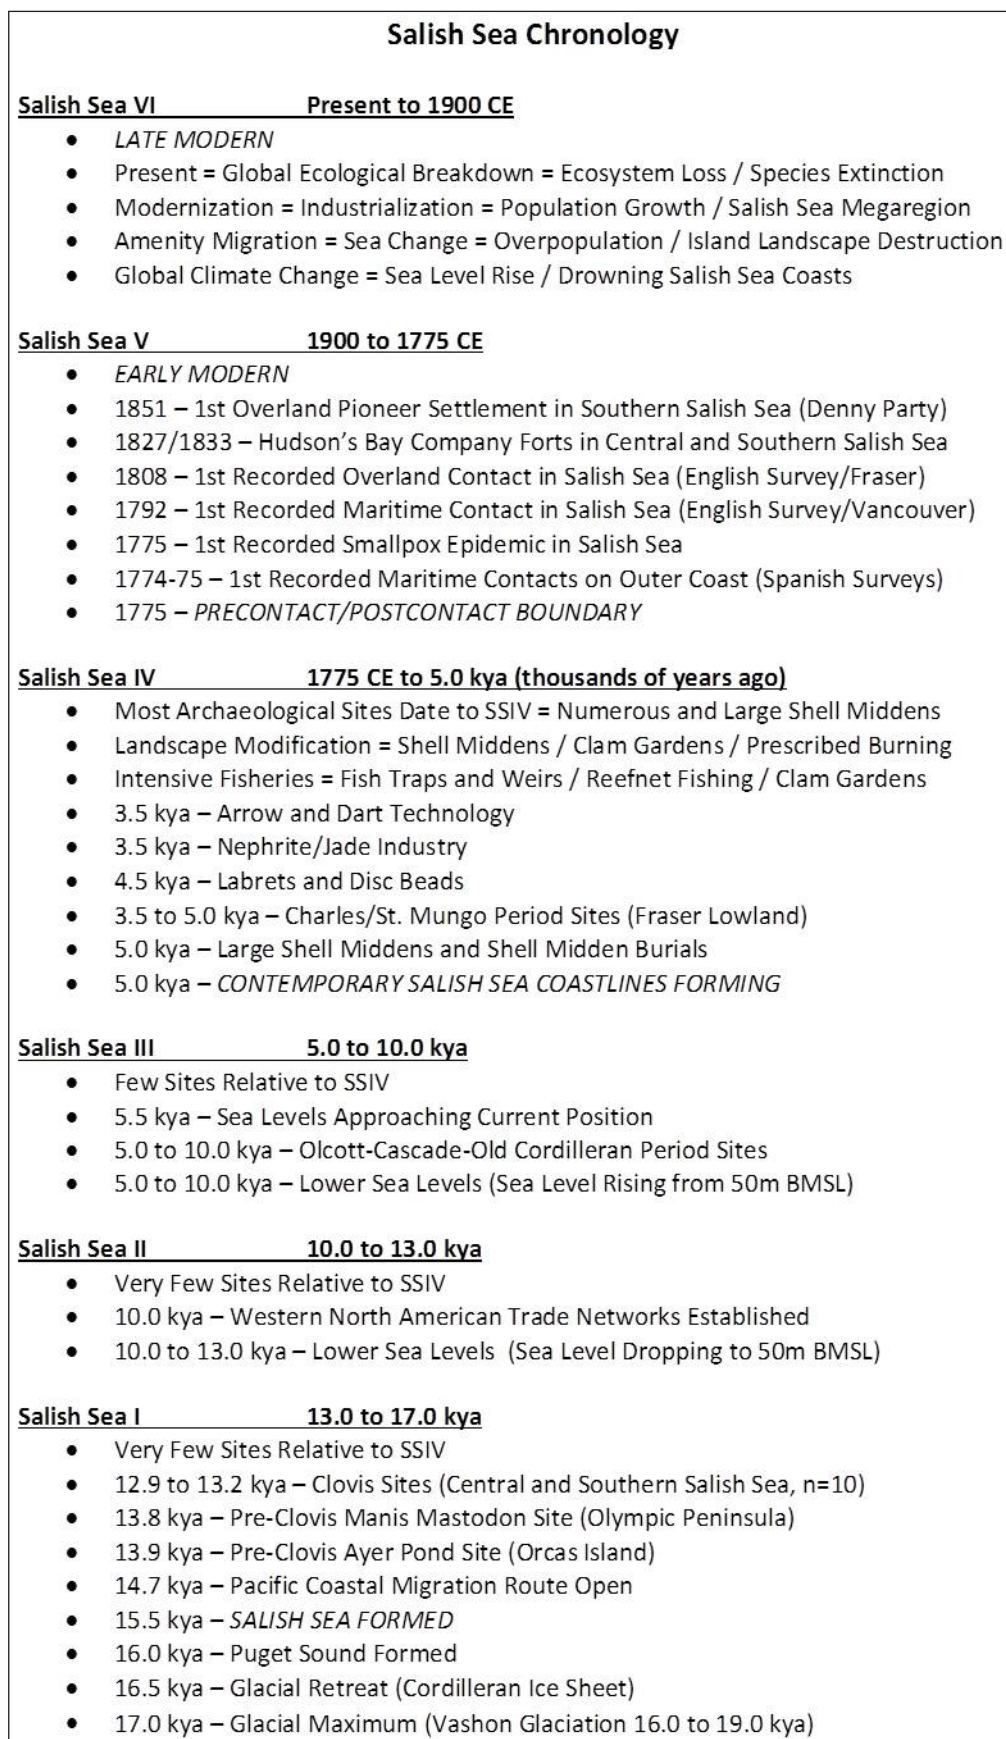 Salish Sea Chronology
Salish Sea VI Present to 1900 CE
• LATE MODERN
• Present = Global Ecological Breakdown = Ecosystem Loss / Species Extinction
• Modernization = Industrialization = Population Growth / Salish Sea Megaregion
• Amenity Migration = Sea Change = Overpopulation / Island Landscape Destruction
• Global Climate Change = Sea Level Rise / Drowning Salish Sea Coasts
Salish Sea V 1900 to 1775 CE
• EARLY MODERN
• 1851 – 1st Overland Pioneer Settlement in Southern Salish Sea (Denny Party)
• 1827/1833 – Hudson's Bay Company Forts in Central and Southern Salish Sea
• 1808 – 1st Recorded Overland Contact in Salish Sea (English Survey/Fraser)
• 1792 – 1st Recorded Maritime Contact in Salish Sea (English Survey/Vancouver)
• 1775 – 1st Recorded Smallpox Epidemic in Salish Sea
• 1774-75 – 1st Recorded Maritime Contacts on Outer Coast (Spanish Surveys)
• 1775 – PRECONTACT/POSTCONTACT BOUNDARY
Salish Sea IV 1775 CE to 5.0 kya (thousands of years ago)
• Most Archaeological Sites Date to SSIV = Numerous and Large Shell Middens
• Landscape Modification = Shell Middens / Clam Gardens / Prescribed Burning
• Intensive Fisheries = Fish Traps and Weirs / Reefnet Fishing / Clam Gardens
• 3.5 kya – Arrow and Dart Technology
• 3.5 kya – Nephrite/Jade Industry
• 4.5 kya – Labrets and Disc Beads
• 3.5 to 5.0 kya – Charles/St. Mungo Period Sites (Fraser Lowland)
• 5.0 kya – Large Shell Middens and Shell Midden Burials
• 5.0 kya – CONTEMPORARY SALISH SEA COASTLINES FORMING
Salish Sea III 5.0 to 10.0 kya
• Few Sites Relative to SSIV
• 5.5 kya – Sea Levels Approaching Current Position
• 5.0 to 10.0 kya – Olcott-Cascade-Old Cordilleran Period Sites
• 5.0 to 10.0 kya – Lower Sea Levels (Sea Level Rising from 50m BMSL)
Salish Sea II 10.0 to 13.0 kya
• Very Few Sites Relative to SSIV
• 10.0 kya – Western North American Trade Networks Established
• 10.0 to 13.0 kya – Lower Sea Levels (Sea Level Dropping to 50m BMSL)
Salish Sea I 13.0 to 17.0 kya
• Very Few Sites Relative to SSIV
• 12.9 to 13.2 kya – Clovis Sites (Central and Southern Salish Sea, n=10)
• 13.8 kya – Pre-Clovis Manis Mastodon Site (Olympic Peninsula)
• 13.9 kya – Pre-Clovis Ayer Pond Site (Orcas Island)
• 14.7 kya – Pacific Coastal Migration Route Open
• 15.5 kya – SALISH SEA FORMED
• 16.0 kya – Puget Sound Formed
• 16.5 kya – Glacial Retreat (Cordilleran Ice Sheet)
• 17.0 kya – Glacial Maximum (Vashon Glaciation 16.0 to 19.0 kya)